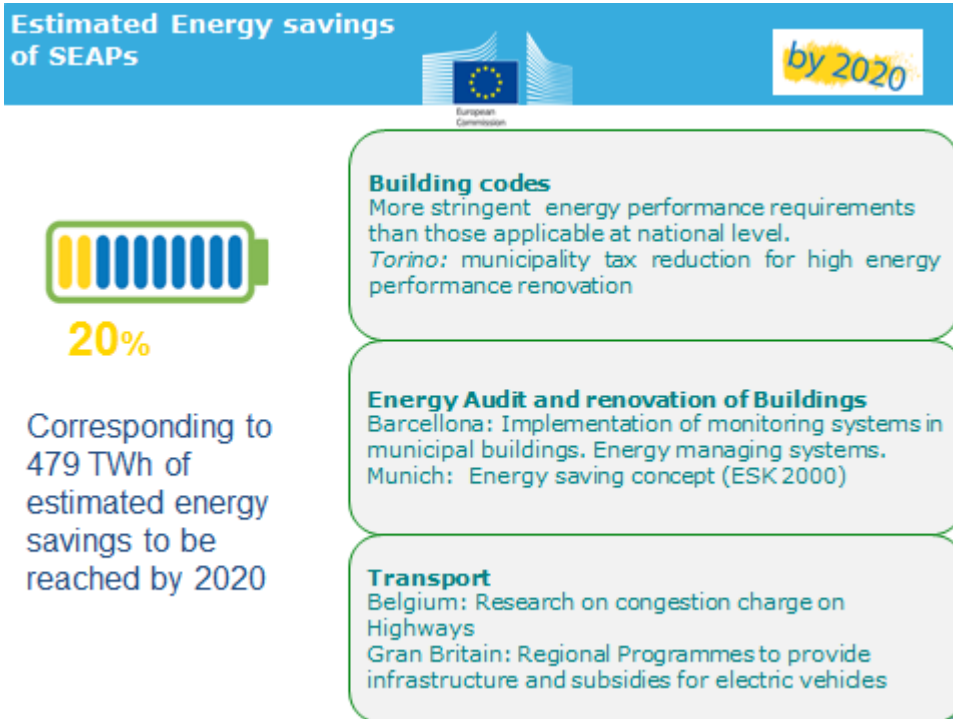 Estimated Energy savings
of SEAPs
European
Commission
by 2020
20%
Corresponding to
479 TWh of
estimated energy
savings to be
reached by 2020
Building codes
More stringent energy performance requirements
than those applicable at national level.
Torino: municipality tax reduction for high energy
performance renovation
Energy Audit and renovation of Buildings
Barcellona: Implementation of monitoring systems in
municipal buildings. Energy managing systems.
Munich: Energy saving concept (ESK 2000)
Transport
Belgium: Research on congestion charge on
Highways
Gran Britain: Regional Programmes to provide
infrastructure and subsidies for electric vehicles